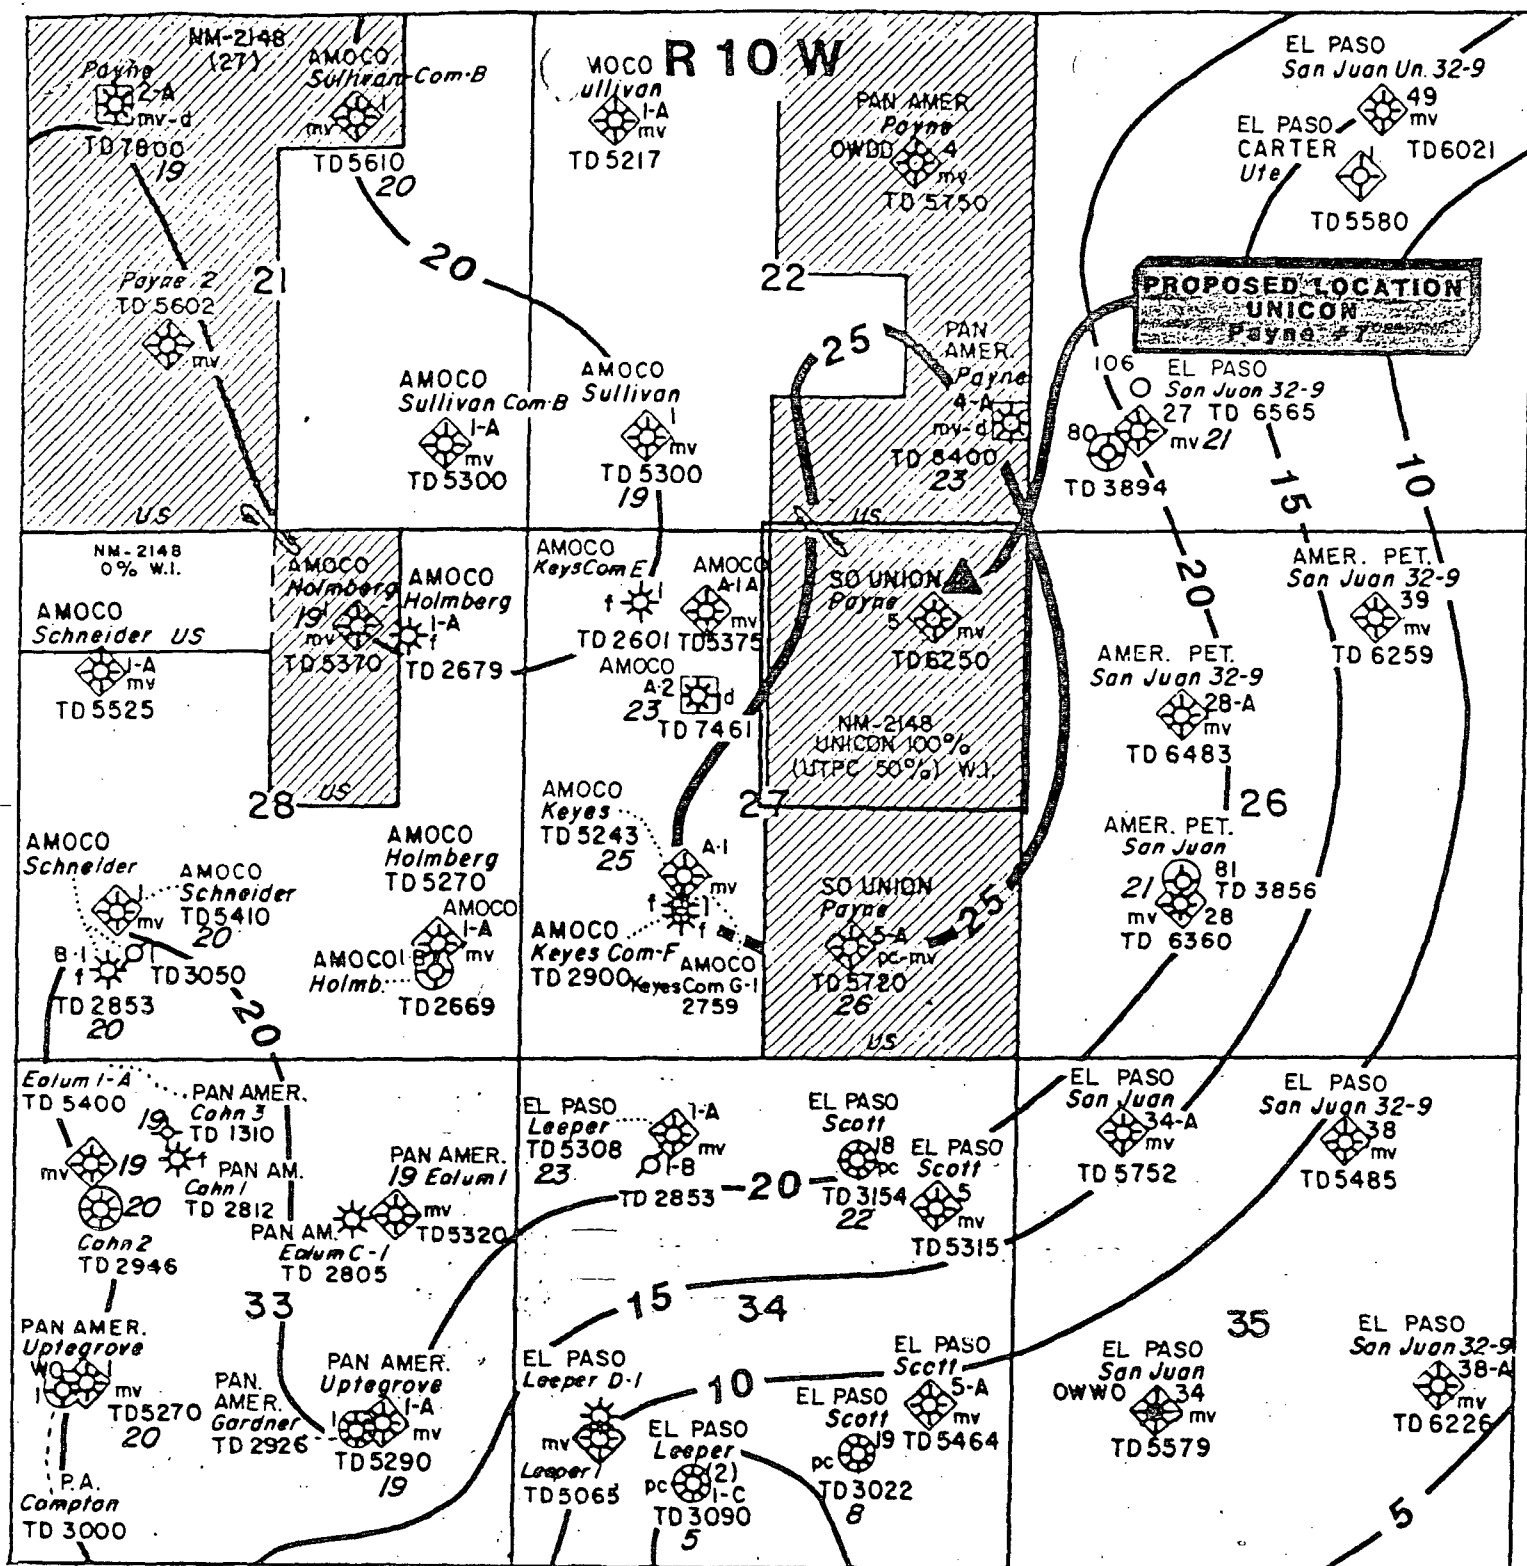 NM-2148
(27)
Payne
2-A
mv-d
TD 7800
19
AMOCO
Sullivan Com-B
1
mv
TD 5610
20
MOCO
ullivan
1-A
mv
TD 5217
R 10 W
PAN AMER.
Payne
OWDD
4
mv
TD 5750
EL PASO
San Juan Un. 32-9
49
mv
TD 6021
EL PASO
CARTER
Ute
1
TD 5580
Payne 2
TD 5602
mv
21
20
22
PROPOSED LOCATION
UNICON
Payne #7
25
AMOCO
Sullivan Com-B
1-A
mv
TD 5300
AMOCO
Sullivan
1
mv
TD 5300
19
PAN
AMER.
Payne
4-A
mv-d
TD 8400
23
106
EL PASO
San Juan 32-9
27 TD 6565
mv 21
80
TD 3894
15
10
US
US
NM-2148
0% W.I.
AMOCO
Schneider US
1-A
mv
TD 5525
AMOCO
Holmberg
19
1
mv
TD 5370
AMOCO
Holmberg
1-A
f
TD 2679
AMOCO
Keys Com E
1
f
TD 2601
AMOCO
A-1A
mv
TD 5375
AMOCO
A-2
d
23
TD 7461
SO UNION
Payne
5
mv
TD 6250
NM-2148
UNICON 100%
(UTPC 50%) W.I.
20
AMER. PET.
San Juan 32-9
39
mv
TD 6259
AMER. PET.
San Juan 32-9
28-A
mv
TD 6483
US
28
27
26
AMOCO
Schneider
AMOCO
Schneider
TD 5410
20
1
mv
B-1
f
1
TD 3050
TD 2853
20
-20
AMOCO
Holmberg
TD 5270
AMOCO
1-A
mv
AMOCO 1-B
Holmb.
TD 2669
AMOCO
Keyes
TD 5243
25
A-1
mv
f
1
f
AMOCO
Keyes Com-F
TD 2900
AMOCO
Keyes Com G-1
2759
SO UNION
Payne
5-A
pc-mv
TD 5720
26
US
25
AMER. PET.
San Juan
81
TD 3856
21
mv
28
TD 6360
Ealum 1-A
TD 5400
mv
19
20
Cahn 2
TD 2946
PAN AMER.
Cahn 3
TD 1310
19
f
PAN AM.
Cahn 1
TD 2812
PAN AMER.
19 Ealum 1
mv
TD 5320
PAN AM.
Ealum C-1
TD 2805
33
EL PASO
Leeper
TD 5308
23
1-A
mv
1-B
TD 2853
-20-
EL PASO
Scott
18
pc
TD 3154
22
EL PASO
Scott
5
mv
TD 5315
EL PASO
San Juan
34-A
mv
TD 5752
EL PASO
San Juan 32-9
38
mv
TD 5485
15
34
35
PAN AMER.
Uptegrove
WO
1
1
mv
TD 5270
20
P.A.
Compton
TD 3000
PAN.
AMER.
Gardner
TD 2926
PAN AMER.
Uptegrove
1
1-A
mv
TD 5290
19
EL PASO
Leeper D-1
mv
Leeper 1
TD 5065
10
EL PASO
Leeper
(2)
pc
1-C
TD 3090
5
EL PASO
Scott
5-A
mv
TD 5464
EL PASO
Scott
19
pc
TD 3022
8
EL PASO
San Juan
OWWO
34
mv
TD 5579
EL PASO
San Juan 32-9
38-A
mv
TD 6226
5